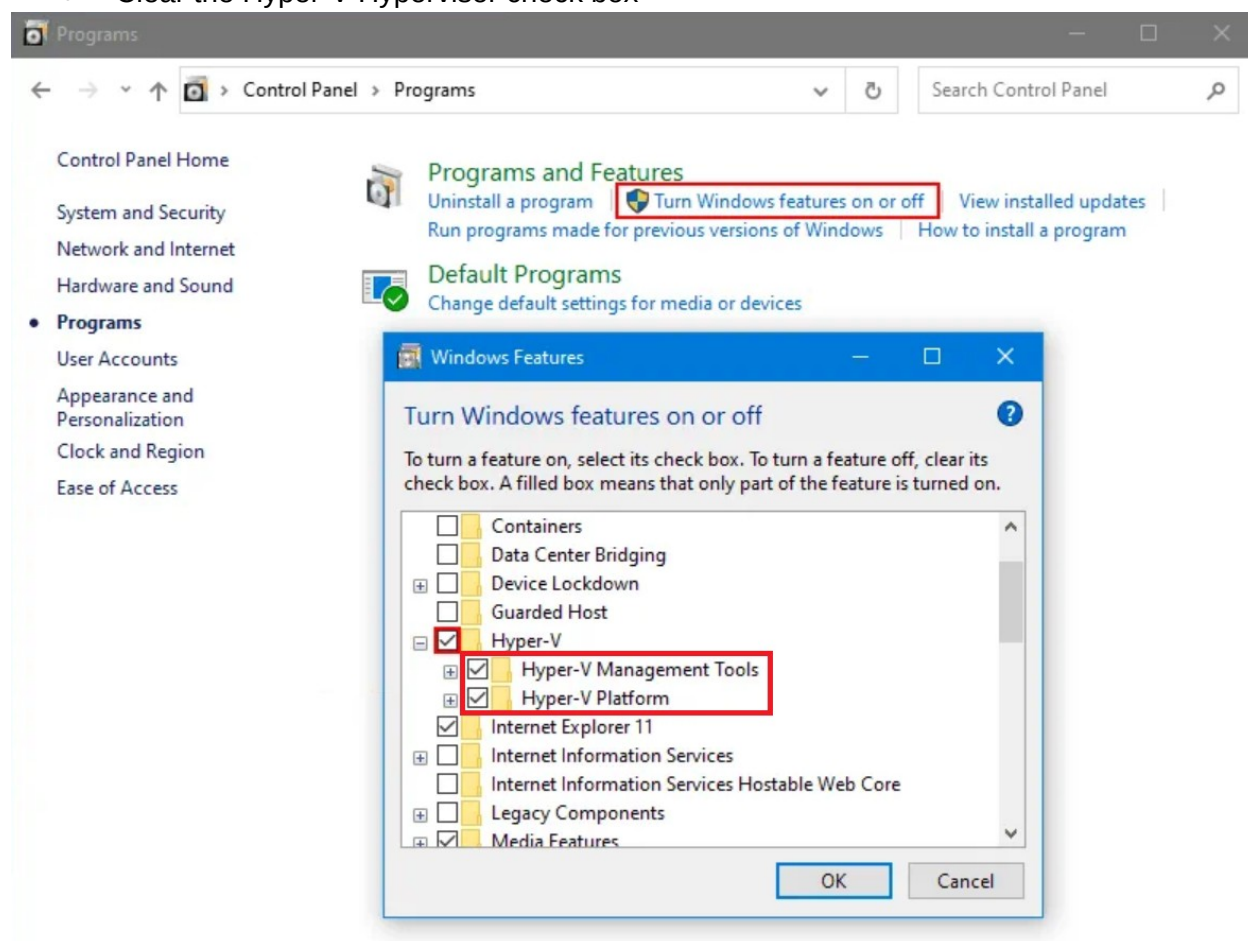 Clear the Hyper-V Hypervisor check box
Programs
Control Panel > Programs
Search Control Panel
Control Panel Home
System and Security
Network and Internet
Hardware and Sound
Programs
User Accounts
Appearance and
Personalization
Clock and Region
Ease of Access
Programs and Features
Uninstall a program
Turn Windows features on or off
View installed updates
Run programs made for previous versions of Windows
How to install a program
Default Programs
Change default settings for media or devices
Windows Features
Turn Windows features on or off
To turn a feature on, select its check box. To turn a feature off, clear its
check box. A filled box means that only part of the feature is turned on.
Containers
Data Center Bridging
Device Lockdown
Guarded Host
Hyper-V
Hyper-V Management Tools
Hyper-V Platform
Internet Explorer 11
Internet Information Services
Internet Information Services Hostable Web Core
Legacy Components
Media Features
OK
Cancel